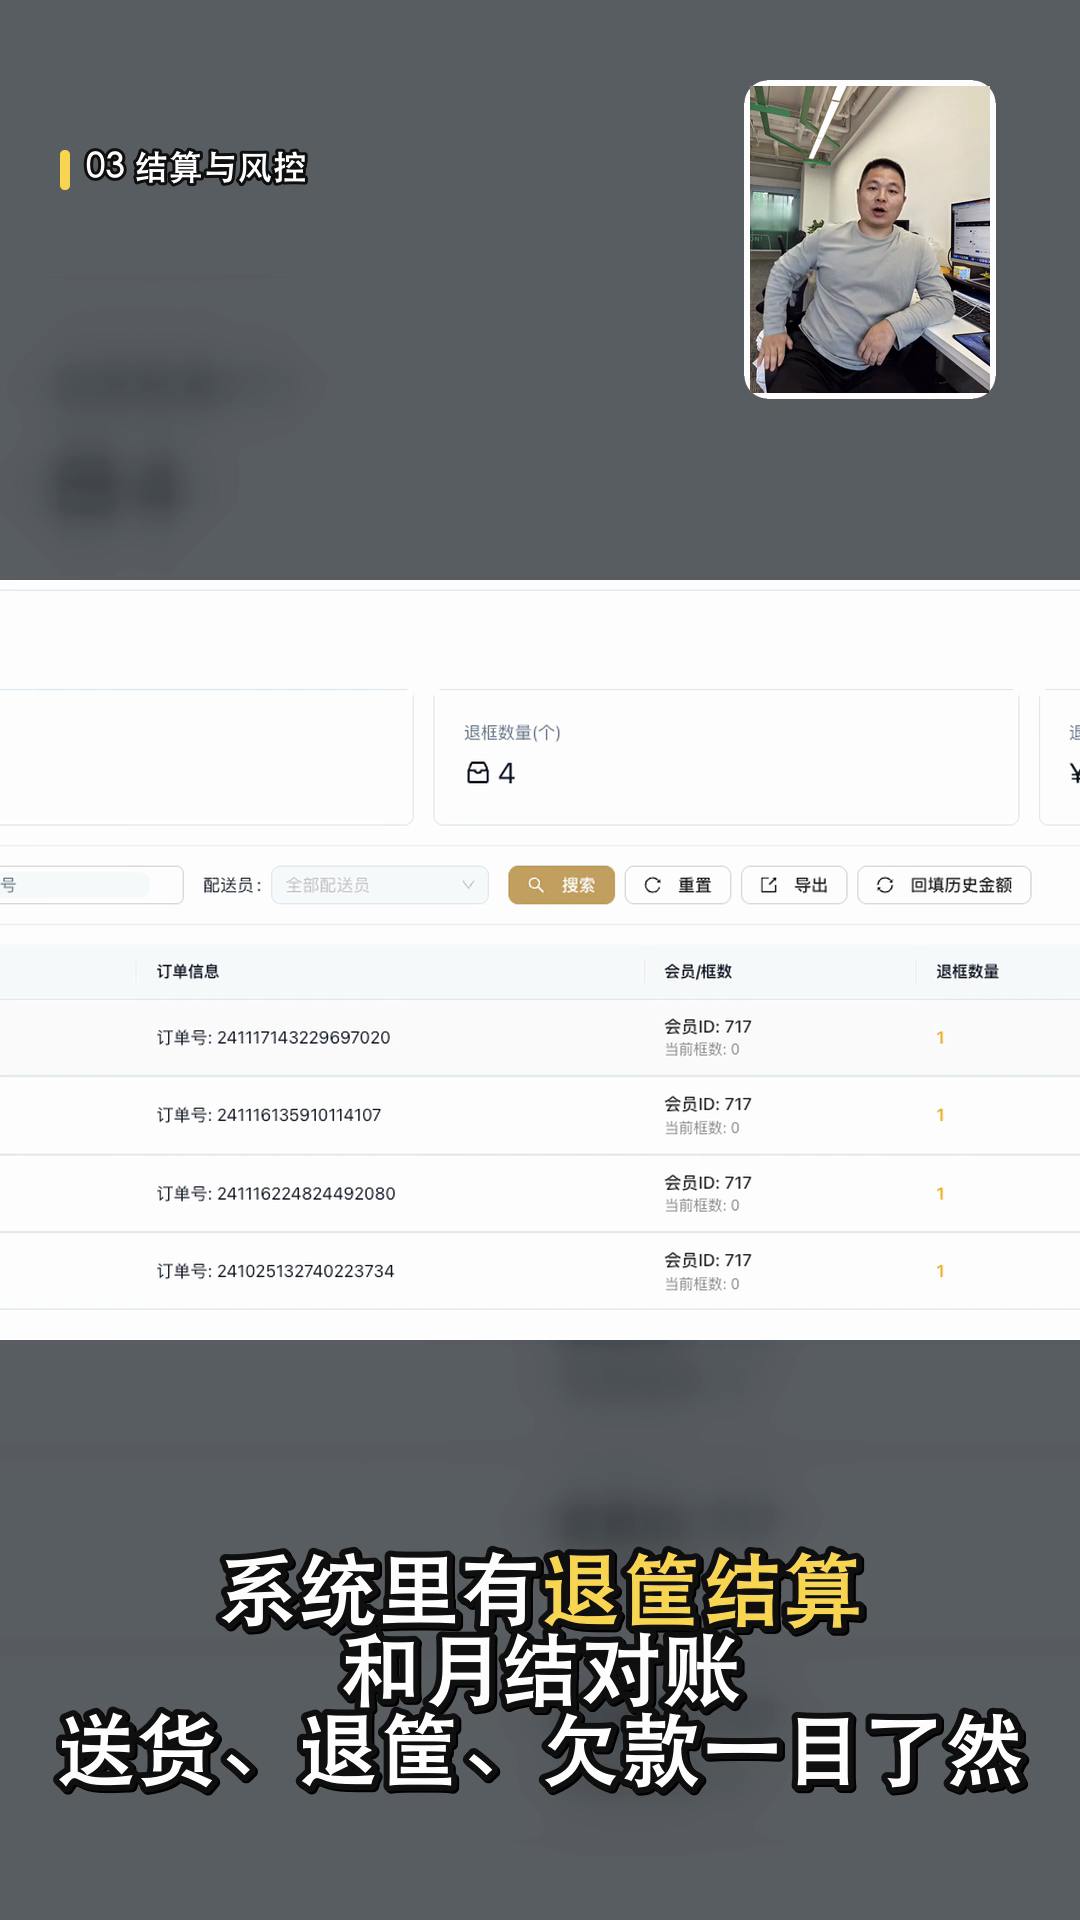 03 结算与风控
退框数量(个)
4
退
¥
号
配送员：
全部配送员
搜索
重置
导出
回填历史金额
订单信息
会员/框数
退框数量
订单号: 241117143229697020
会员ID: 717
当前框数: 0
1
订单号: 241116135910114107
会员ID: 717
当前框数: 0
1
订单号: 241116224824492080
会员ID: 717
当前框数: 0
1
订单号: 241025132740223734
会员ID: 717
当前框数: 0
1
系统里有退筐结算
和月结对账
送货、退筐、欠款一目了然